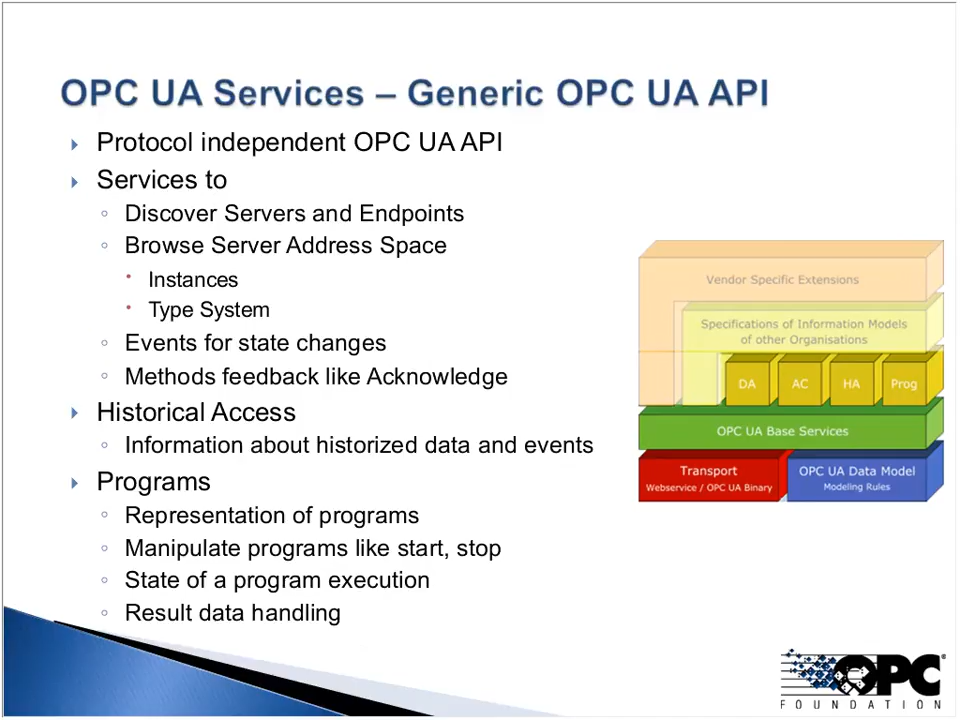 OPC UA Services – Generic OPC UA API
Protocol independent OPC UA API
Services to
Discover Servers and Endpoints
Browse Server Address Space
Instances
Type System
Events for state changes
Methods feedback like Acknowledge
Historical Access
Information about historized data and events
Programs
Representation of programs
Manipulate programs like start, stop
State of a program execution
Result data handling
Vendor Specific Extensions
Specifications of Information Models
of other Organisations
DA AC HA Prog
OPC UA Base Services
Transport
Webservice / OPC UA Binary
OPC UA Data Model
Modeling Rules
OPC®
FOUNDATION